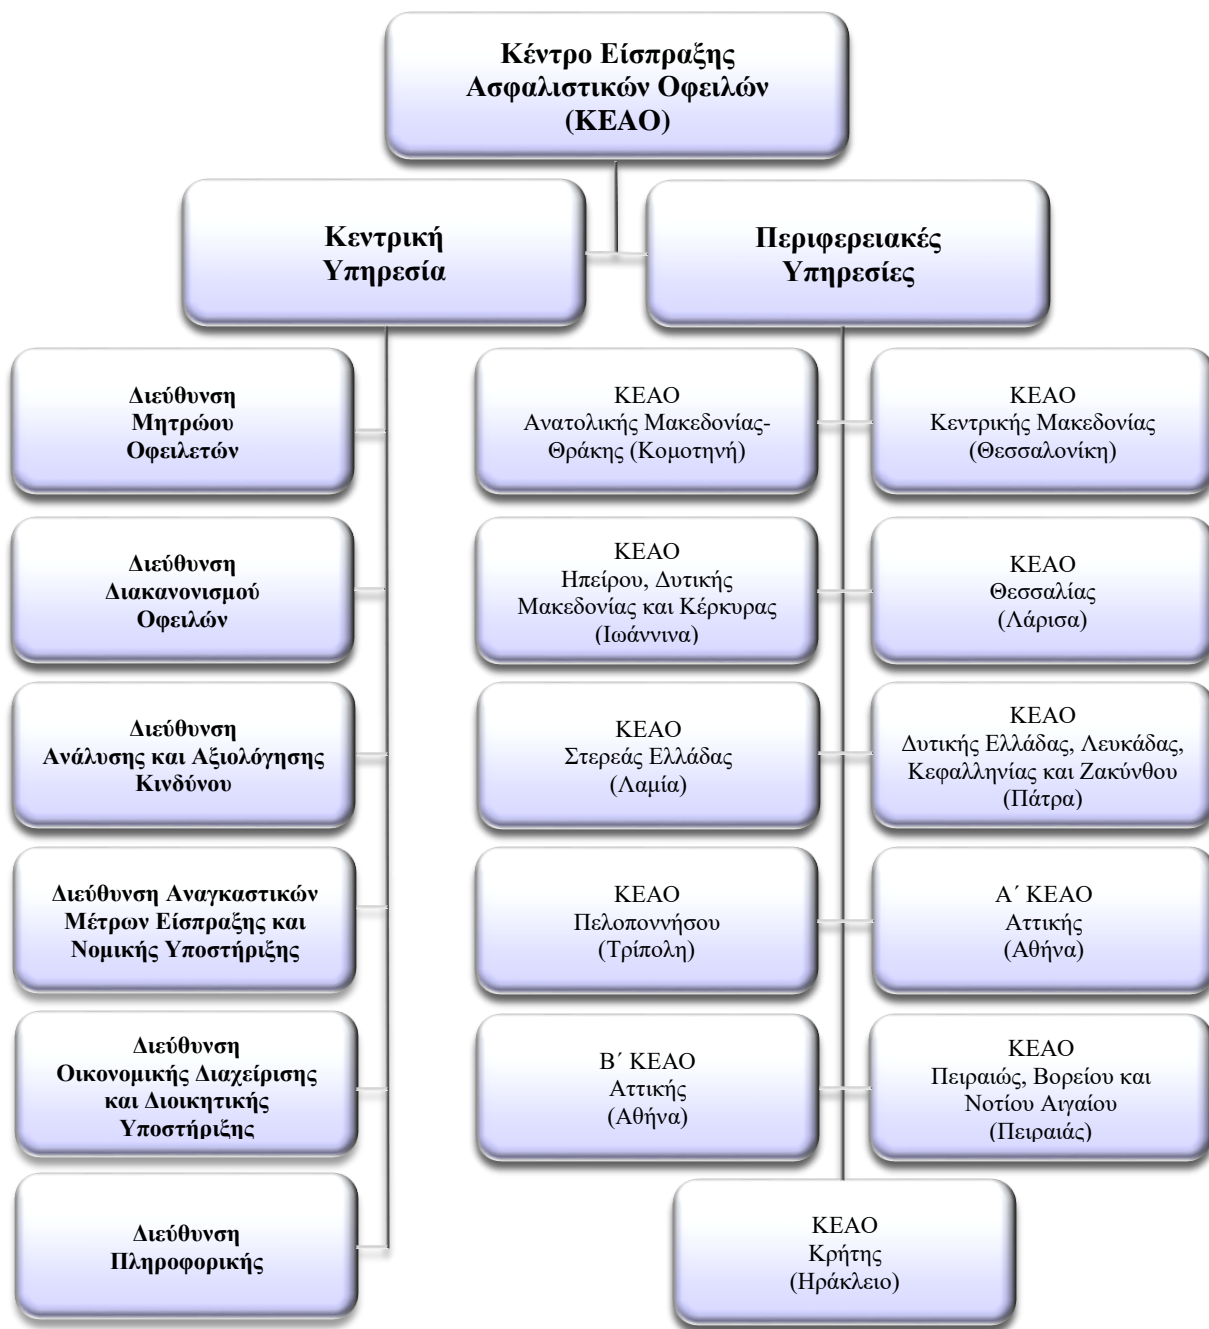 Κέντρο Είσπραξης
Ασφαλιστικών Οφειλών
(ΚΕΑΟ)
Κεντρική
Υπηρεσία
Περιφερειακές
Υπηρεσίες
Διεύθυνση
Μητρώου
Οφειλετών
Διεύθυνση
Διακανονισμού
Οφειλών
Διεύθυνση
Ανάλυσης και Αξιολόγησης
Κινδύνου
Διεύθυνση Αναγκαστικών
Μέτρων Είσπραξης και
Νομικής Υποστήριξης
Διεύθυνση
Οικονομικής Διαχείρισης
και Διοικητικής
Υποστήριξης
Διεύθυνση
Πληροφορικής
ΚΕΑΟ
Ανατολικής Μακεδονίας-
Θράκης (Κομοτηνή)
ΚΕΑΟ
Κεντρικής Μακεδονίας
(Θεσσαλονίκη)
ΚΕΑΟ
Ηπείρου, Δυτικής
Μακεδονίας και Κέρκυρας
(Ιωάννινα)
ΚΕΑΟ
Θεσσαλίας
(Λάρισα)
ΚΕΑΟ
Στερεάς Ελλάδας
(Λαμία)
ΚΕΑΟ
Δυτικής Ελλάδας, Λευκάδας,
Κεφαλληνίας και Ζακύνθου
(Πάτρα)
ΚΕΑΟ
Πελοποννήσου
(Τρίπολη)
Α΄ ΚΕΑΟ
Αττικής
(Αθήνα)
Β΄ ΚΕΑΟ
Αττικής
(Αθήνα)
ΚΕΑΟ
Πειραιώς, Βορείου και
Νοτίου Αιγαίου
(Πειραιάς)
ΚΕΑΟ
Κρήτης
(Ηράκλειο)